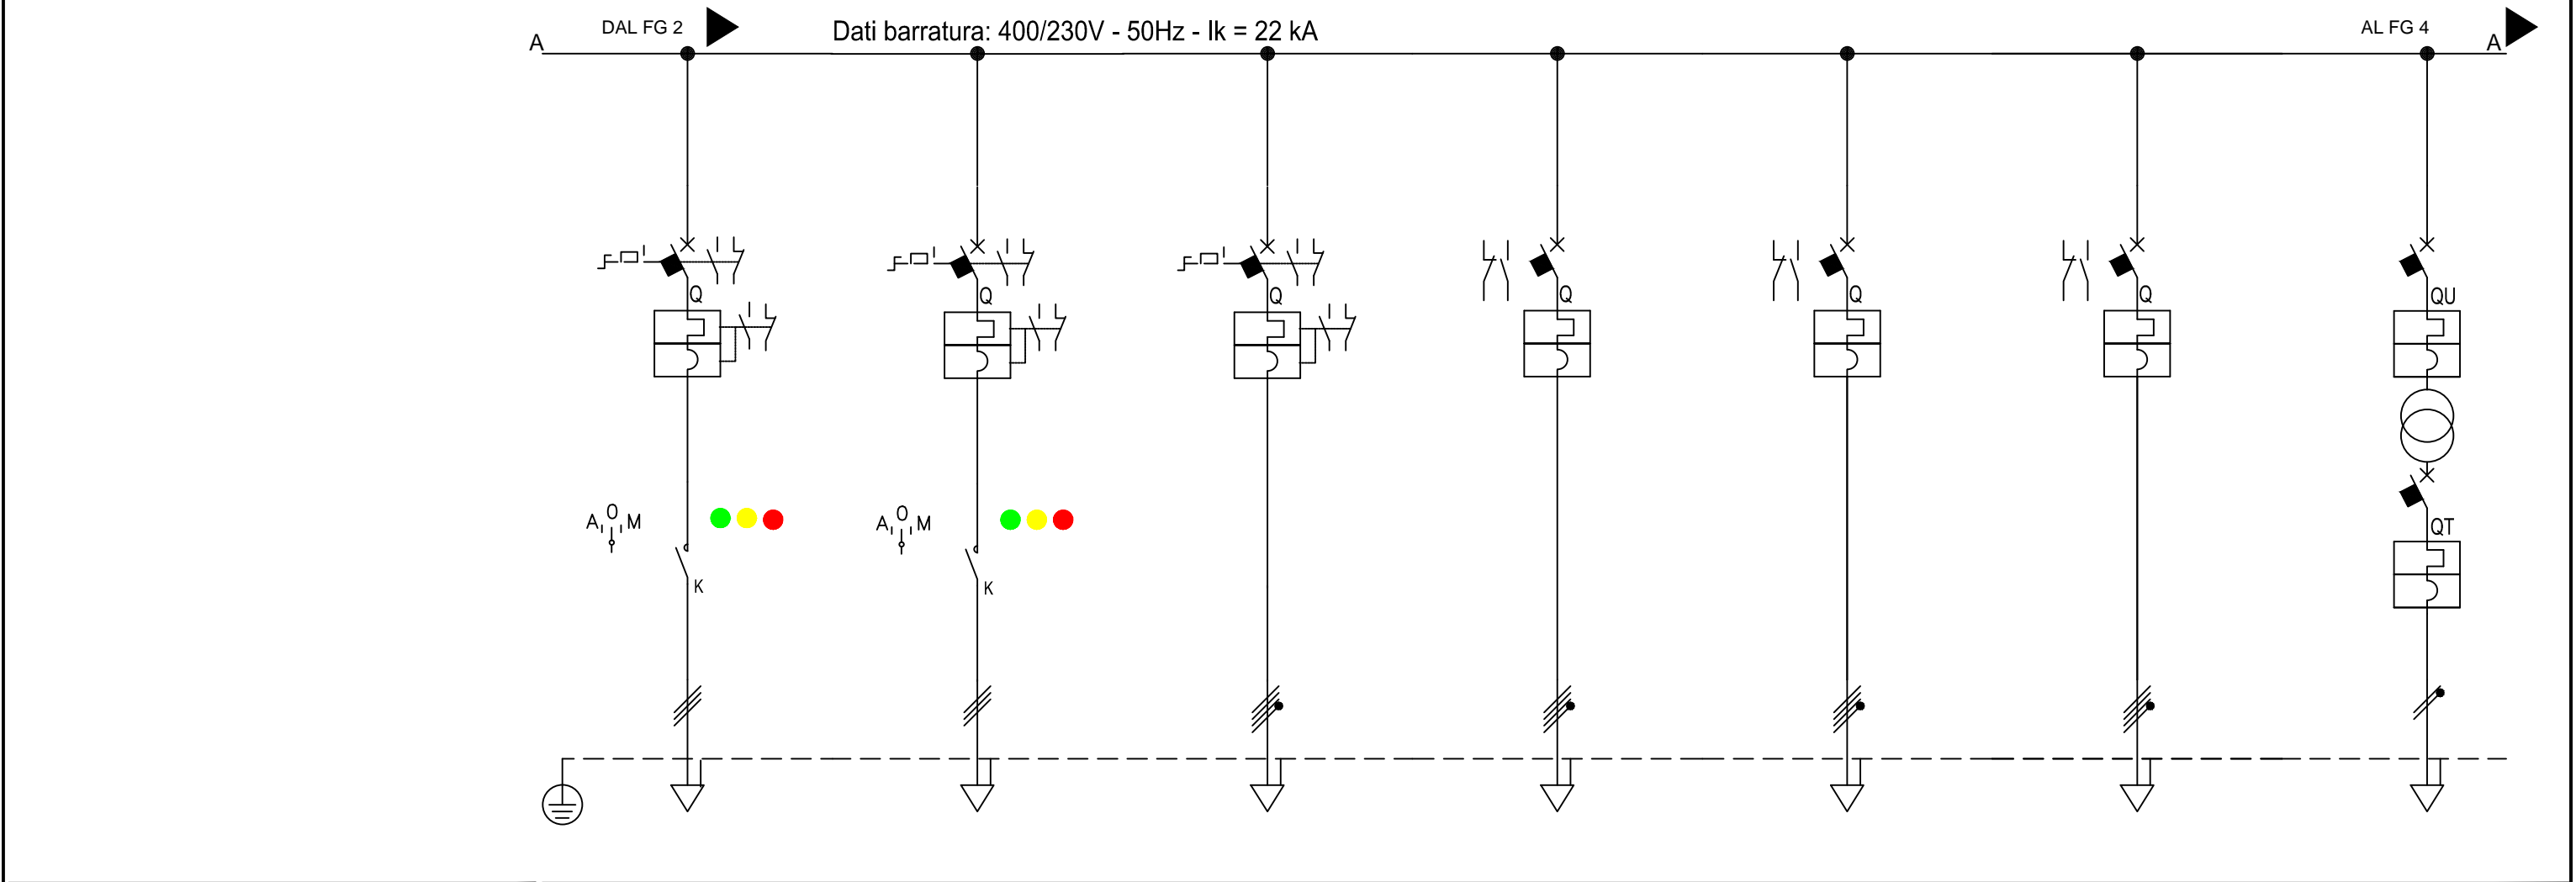 DAL FG 2
Dati barratura: 400/230V - 50Hz - Ik = 22 kA
AL FG 4
A
A
Q
Q
Q
Q
Q
Q
QU
A O M
A O M
QT
K
K